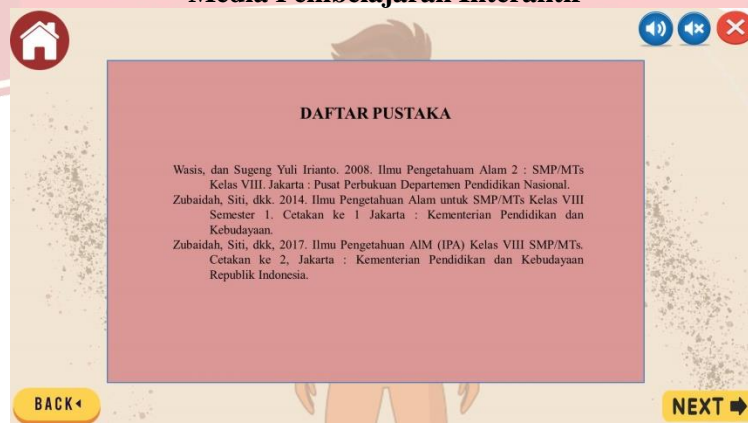 Media Pembelajaran Interaktif
DAFTAR PUSTAKA
Wasis, dan Sugeng Yuli Irianto. 2008. Ilmu Pengetahuam Alam 2 : SMP/MTs
Kelas VIII. Jakarta : Pusat Perbukuan Departemen Pendidikan Nasional.
Zubaidah, Siti, dkk. 2014. Ilmu Pengetahuan Alam untuk SMP/MTs Kelas VIII
Semester 1. Cetakan ke 1 Jakarta : Kementerian Pendidikan dan
Kebudayaan.
Zubaidah, Siti, dkk, 2017. Ilmu Pengetahuan AlM (IPA) Kelas VIII SMP/MTs.
Cetakan ke 2, Jakarta : Kementerian Pendidikan dan Kebudayaan
Republik Indonesia.
BACK
NEXT